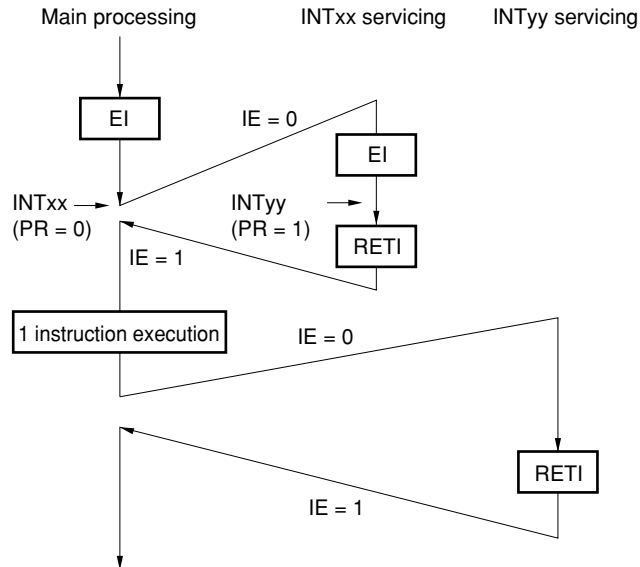 Main processing
INTxx servicing
INTyy servicing
EI
IE = 0
EI
INTxx
(PR = 0)
INTyy
(PR = 1)
RETI
IE = 1
1 instruction execution
IE = 0
RETI
IE = 1